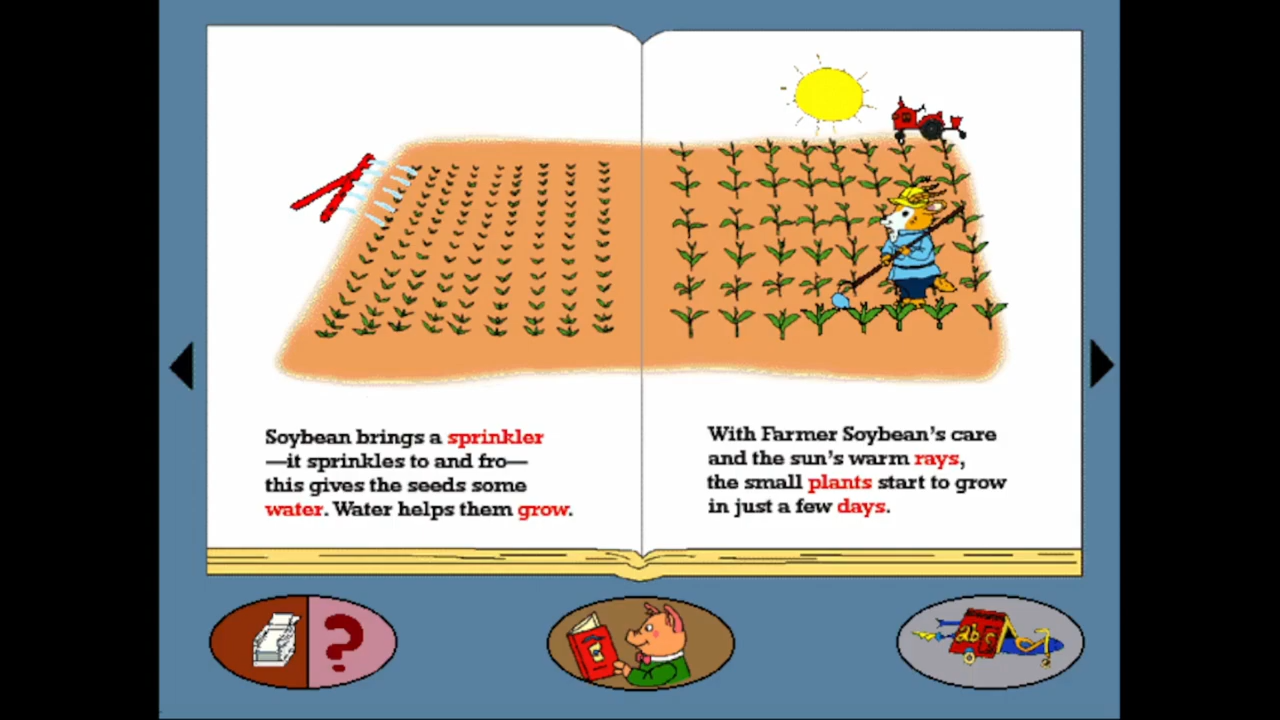 Soybean brings a sprinkler
—it sprinkles to and fro—
this gives the seeds some
water. Water helps them grow.
With Farmer Soybean's care
and the sun's warm rays,
the small plants start to grow
in just a few days.
?
abc